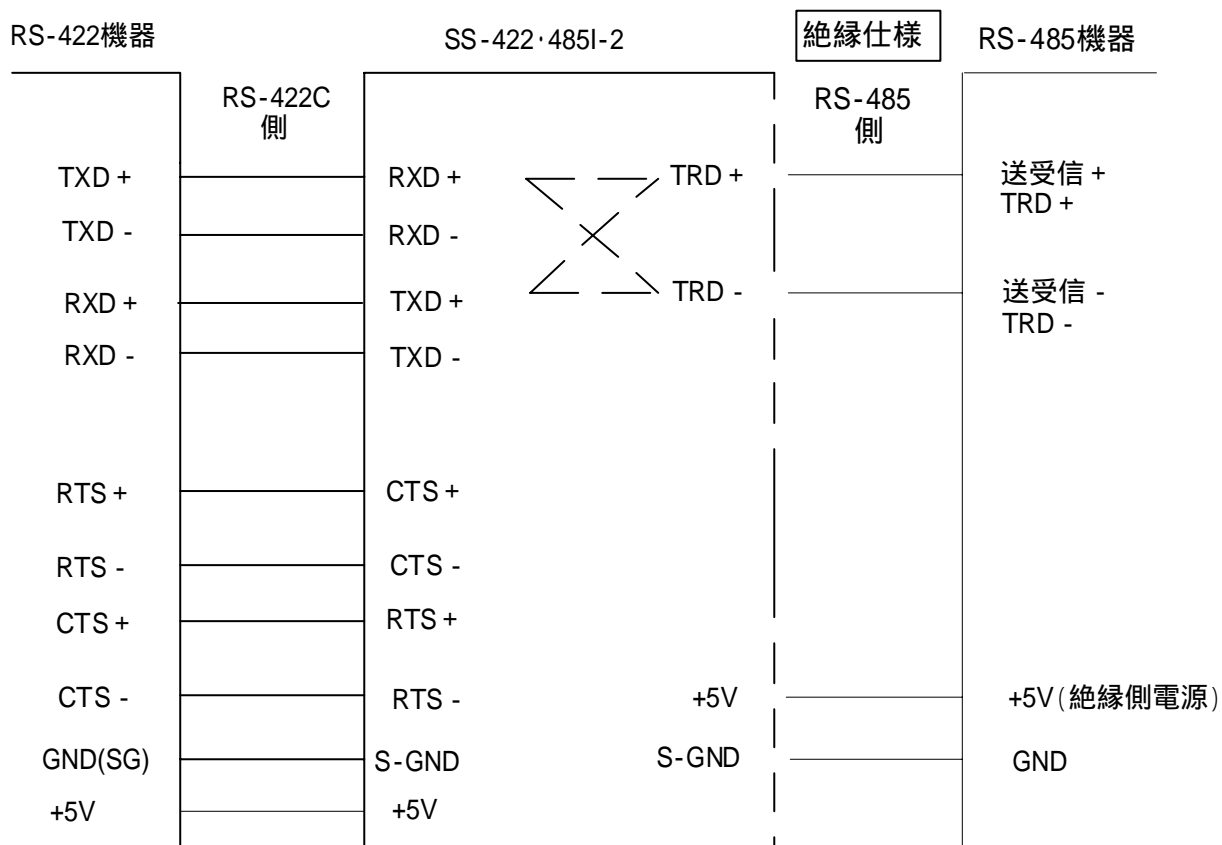 RS-422機器
SS-422･485I-2
絶縁仕様
RS-485機器
RS-422C
側
RS-485
側
TXD +
RXD +
TRD +
送受信 +
TRD +
TXD -
RXD -
RXD +
TXD +
TRD -
送受信 -
TRD -
RXD -
TXD -
RTS +
CTS +
RTS -
CTS -
CTS +
RTS +
CTS -
RTS -
+5V
+5V(絶縁側電源)
GND(SG)
S-GND
S-GND
GND
+5V
+5V